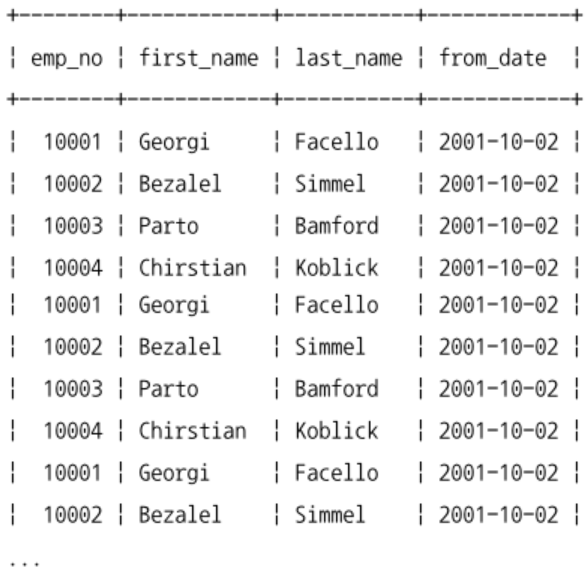 +---------+------------+-----------+------------+
¦ emp_no ¦ first_name ¦ last_name ¦ from_date ¦
+---------+------------+-----------+------------+
¦ 10001 ¦ Georgi ¦ Facello ¦ 2001-10-02 ¦
¦ 10002 ¦ Bezalel ¦ Simmel ¦ 2001-10-02 ¦
¦ 10003 ¦ Parto ¦ Bamford ¦ 2001-10-02 ¦
¦ 10004 ¦ Chirstian ¦ Koblick ¦ 2001-10-02 ¦
¦ 10001 ¦ Georgi ¦ Facello ¦ 2001-10-02 ¦
¦ 10002 ¦ Bezalel ¦ Simmel ¦ 2001-10-02 ¦
¦ 10003 ¦ Parto ¦ Bamford ¦ 2001-10-02 ¦
¦ 10004 ¦ Chirstian ¦ Koblick ¦ 2001-10-02 ¦
¦ 10001 ¦ Georgi ¦ Facello ¦ 2001-10-02 ¦
¦ 10002 ¦ Bezalel ¦ Simmel ¦ 2001-10-02 ¦
...